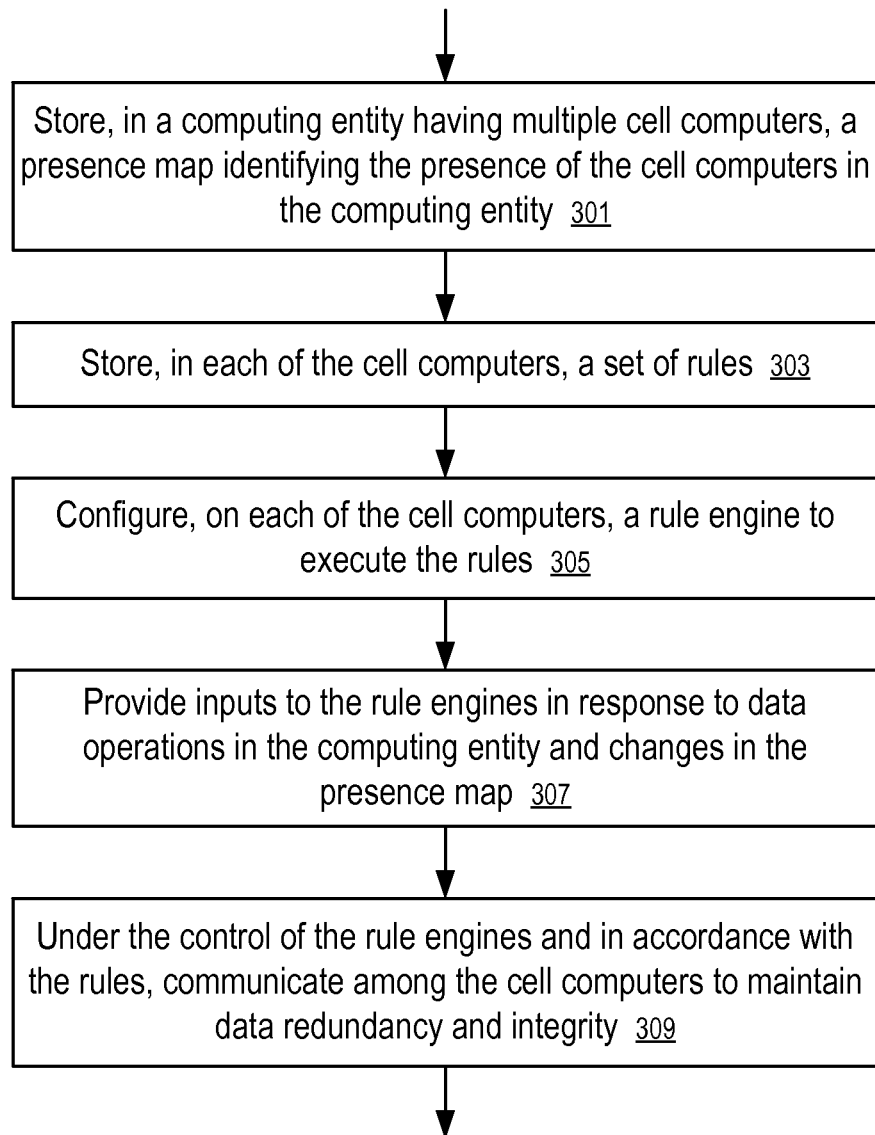 Store, in a computing entity having multiple cell computers, a
presence map identifying the presence of the cell computers in
the computing entity 301
Store, in each of the cell computers, a set of rules 303
Configure, on each of the cell computers, a rule engine to
execute the rules 305
Provide inputs to the rule engines in response to data
operations in the computing entity and changes in the
presence map 307
Under the control of the rule engines and in accordance with
the rules, communicate among the cell computers to maintain
data redundancy and integrity 309